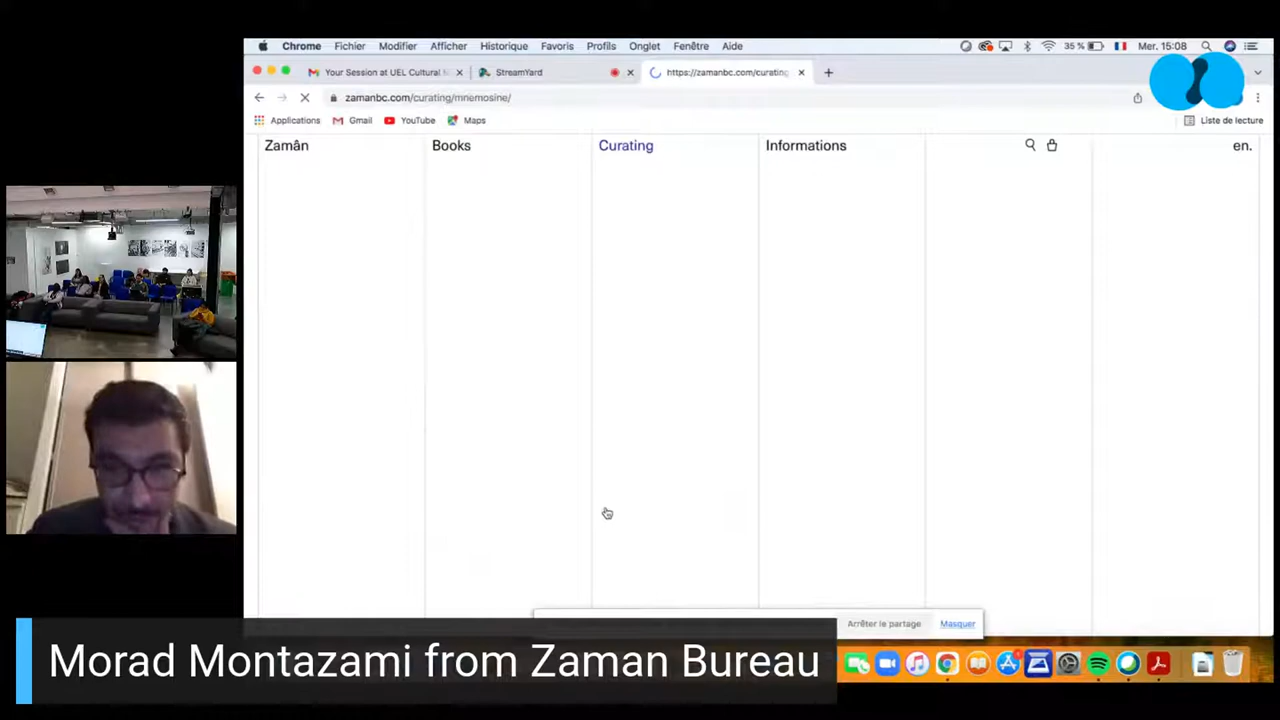 Chrome Fichier Modifier Afficher Historique Favoris Profils Onglet Fenêtre Aide 35 % Mer. 15:08
Your Session at UEL Cultural
StreamYard
https://zamanbc.com/curating
zamanbc.com/curating/mnemosine/
Applications Gmail YouTube Maps Liste de lecture
Zamân Books Curating Informations en.
Arrêter le partage Masquer
Morad Montazami from Zaman Bureau